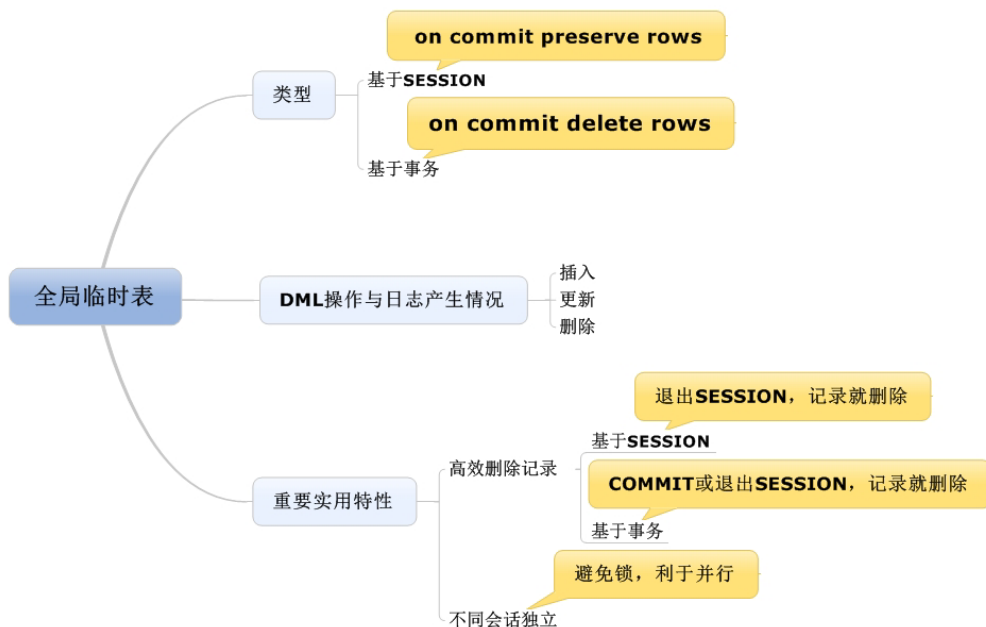 on commit preserve rows
类型
基于SESSION
on commit delete rows
基于事务
全局临时表
DML操作与日志产生情况
插入
更新
删除
重要实用特性
高效删除记录
退出SESSION，记录就删除
基于SESSION
COMMIT或退出SESSION，记录就删除
基于事务
避免锁，利于并行
不同会话独立